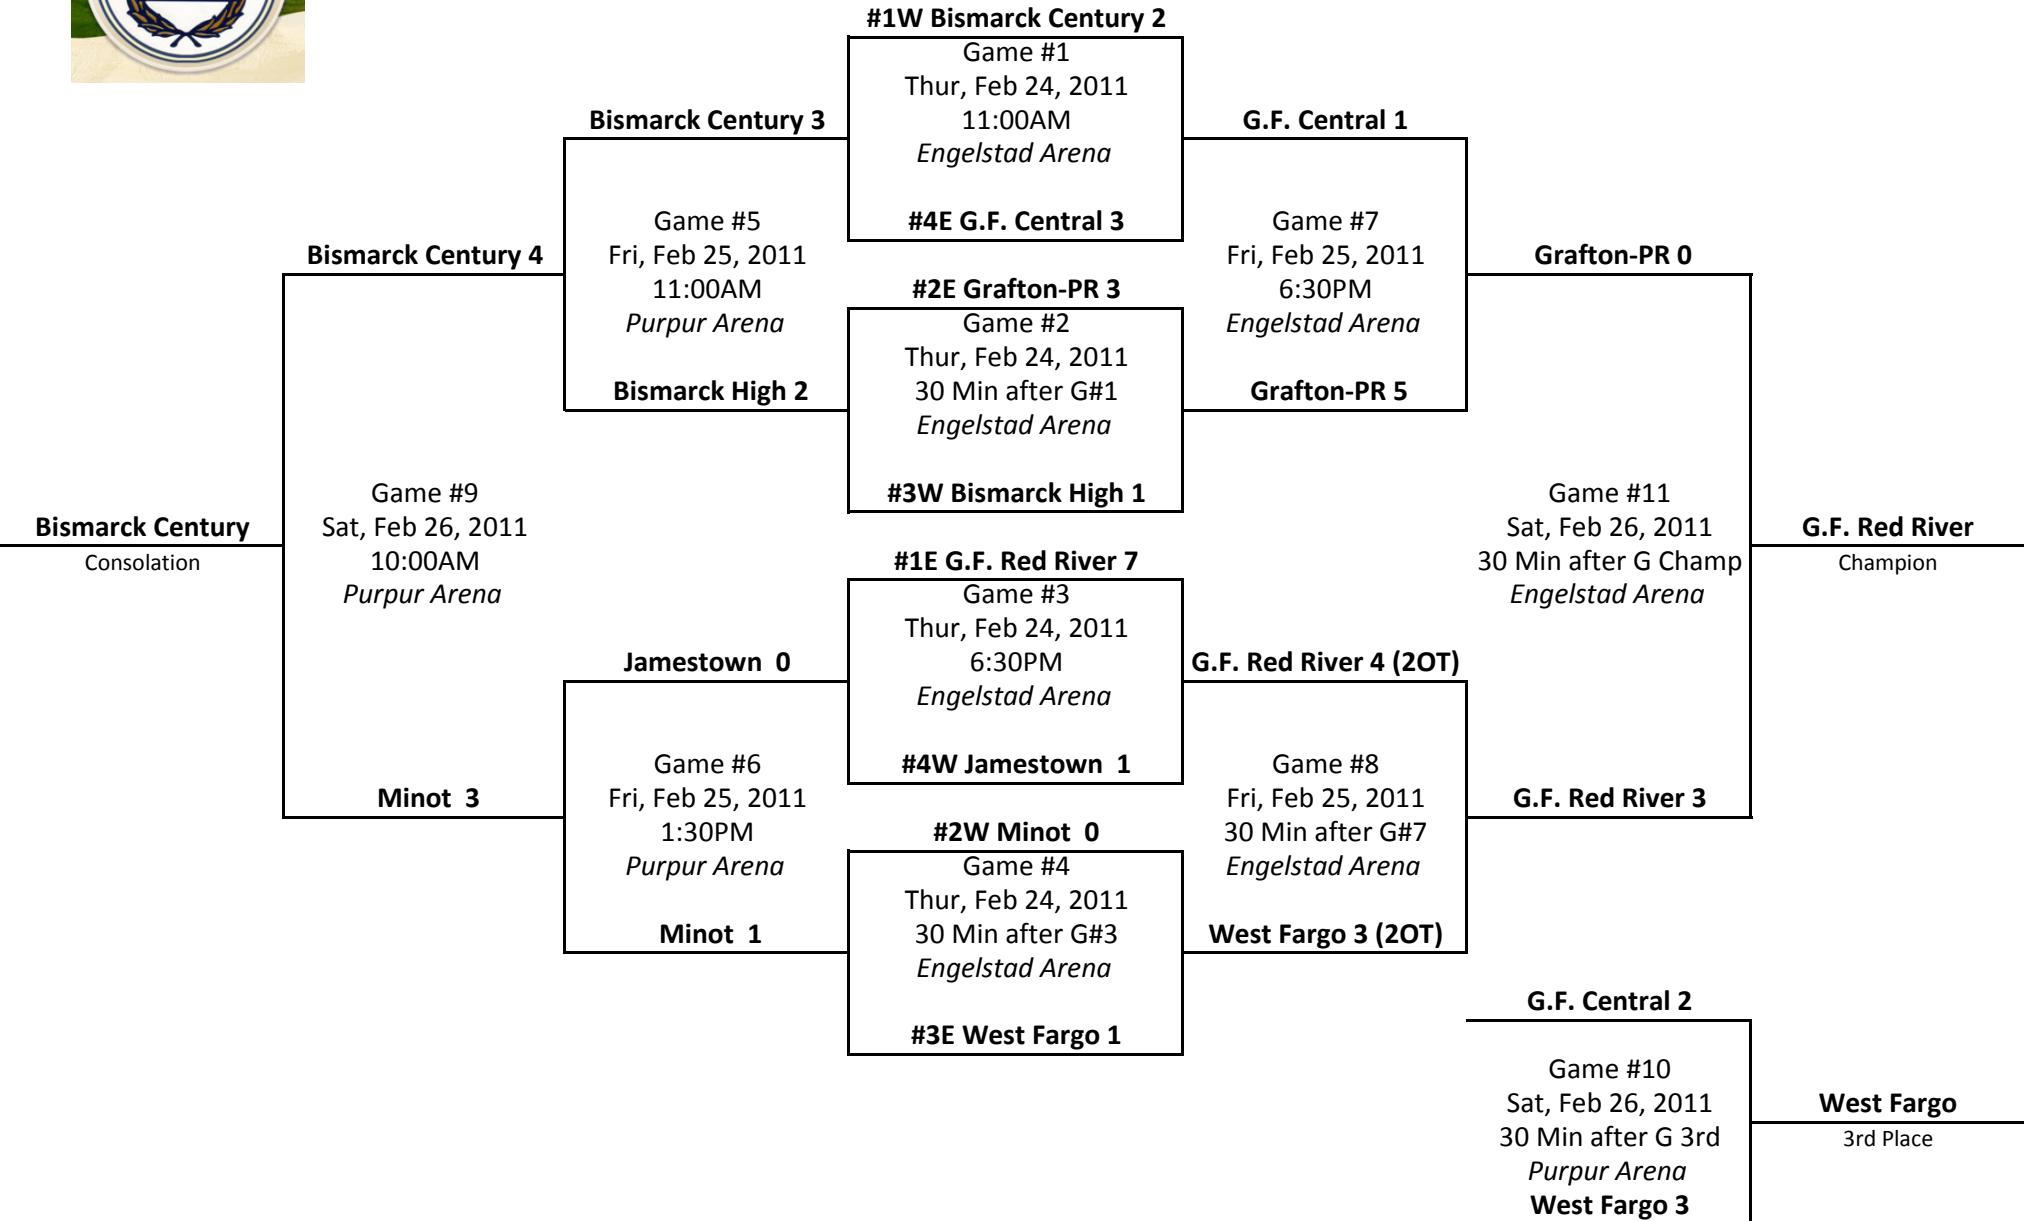 #1W Bismarck Century 2
Game #1
Thur, Feb 24, 2011
11:00AM
Engelstad Arena
#4E G.F. Central 3
#2E Grafton-PR 3
Game #2
Thur, Feb 24, 2011
30 Min after G#1
Engelstad Arena
#3W Bismarck High 1
#1E G.F. Red River 7
Game #3
Thur, Feb 24, 2011
6:30PM
Engelstad Arena
#4W Jamestown  1
#2W Minot  0
Game #4
Thur, Feb 24, 2011
30 Min after G#3
Engelstad Arena
#3E West Fargo 1
Bismarck Century 3
Game #5
Fri, Feb 25, 2011
11:00AM
Purpur Arena
Bismarck High 2
Jamestown  0
Game #6
Fri, Feb 25, 2011
1:30PM
Purpur Arena
Minot  1
Bismarck Century 4
Game #9
Sat, Feb 26, 2011
10:00AM
Purpur Arena
Minot  3
Bismarck Century
Consolation
G.F. Central 1
Game #7
Fri, Feb 25, 2011
6:30PM
Engelstad Arena
Grafton-PR 5
G.F. Red River 4 (2OT)
Game #8
Fri, Feb 25, 2011
30 Min after G#7
Engelstad Arena
West Fargo 3 (2OT)
Grafton-PR 0
Game #11
Sat, Feb 26, 2011
30 Min after G Champ
Engelstad Arena
G.F. Red River 3
G.F. Red River
Champion
G.F. Central 2
Game #10
Sat, Feb 26, 2011
30 Min after G 3rd
Purpur Arena
West Fargo 3
West Fargo
3rd Place